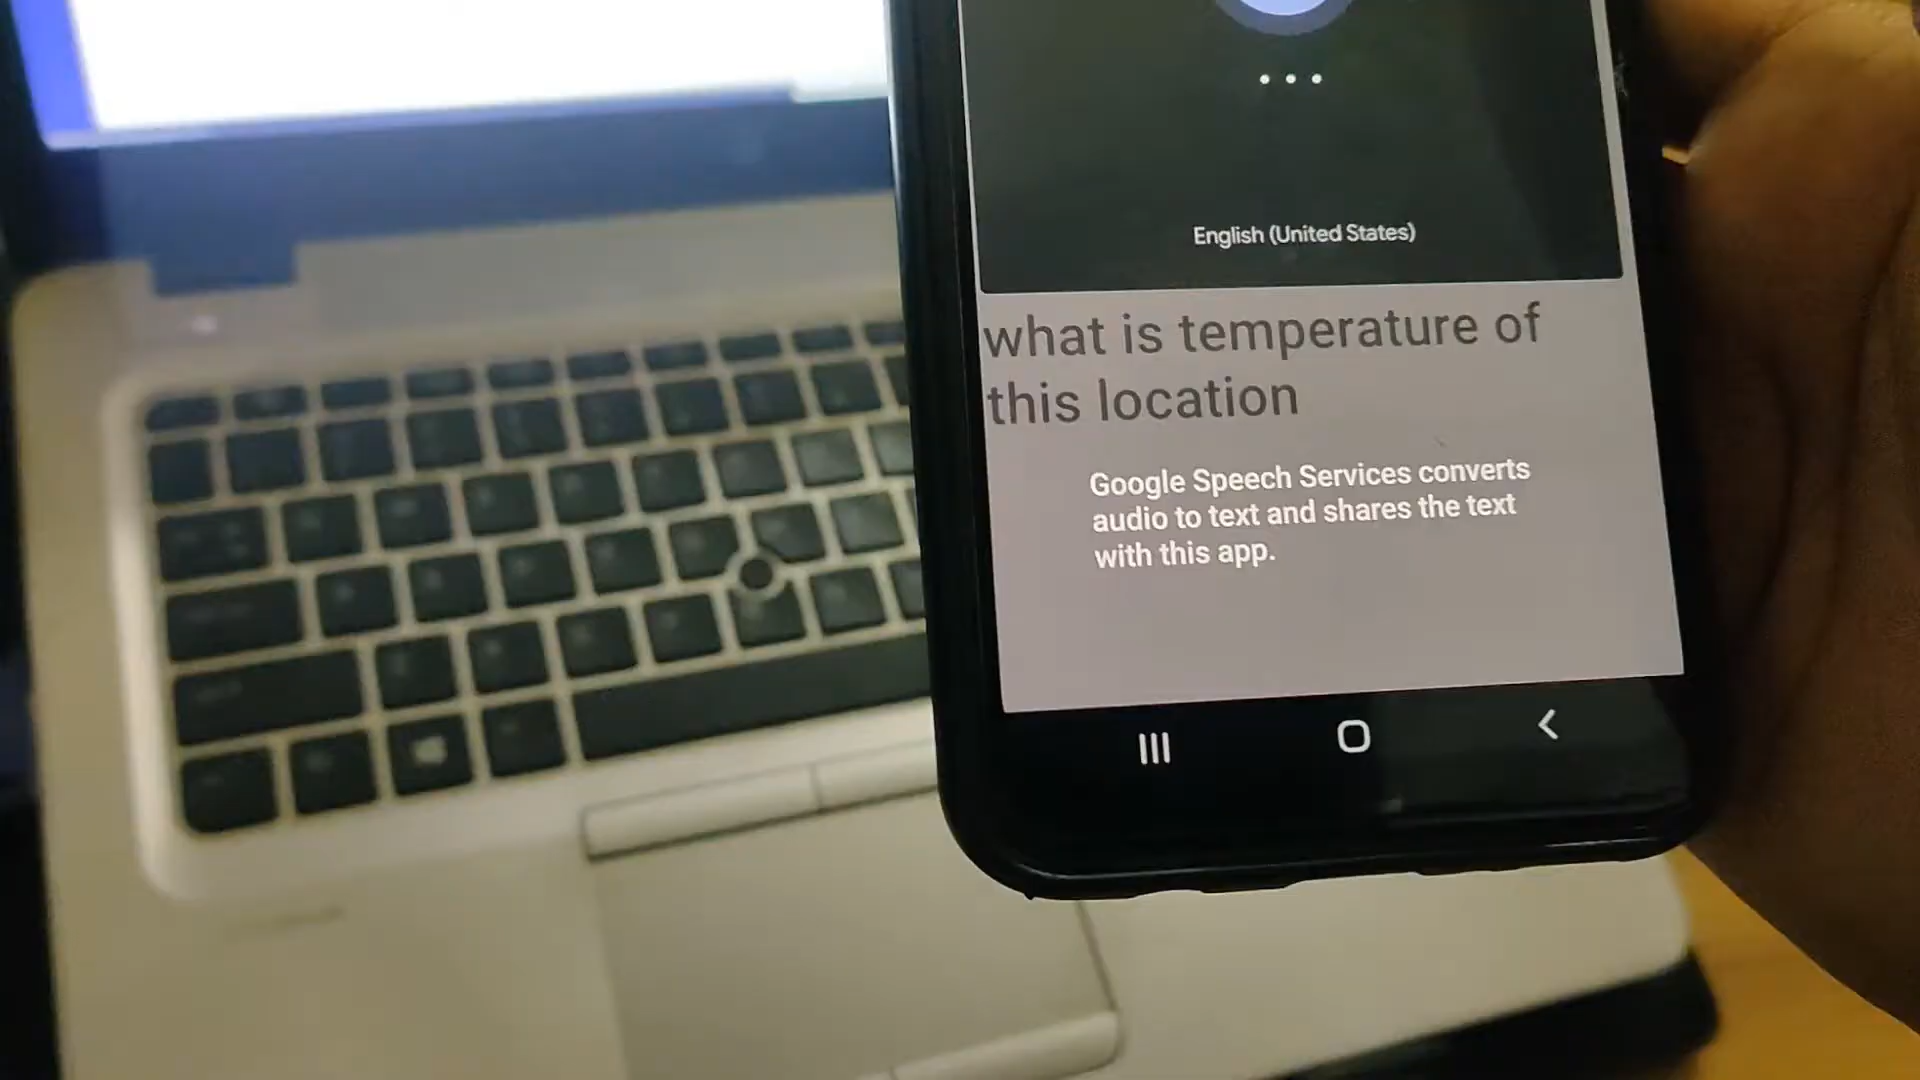 English (United States)
what is temperature of
this location
Google Speech Services converts
audio to text and shares the text
with this app.